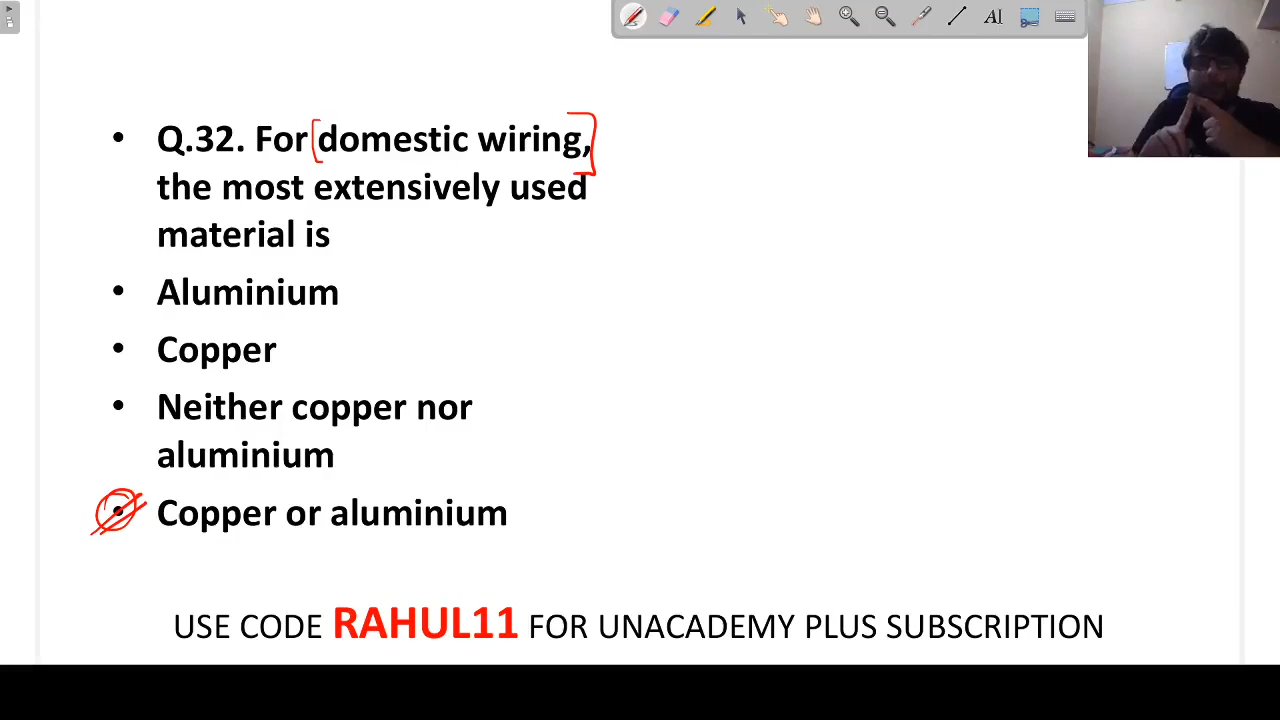 AI
• Q.32. For domestic wiring,
the most extensively used
material is
• Aluminium
• Copper
• Neither copper nor
aluminium
• Copper or aluminium
USE CODE RAHUL11 FOR UNACADEMY PLUS SUBSCRIPTION